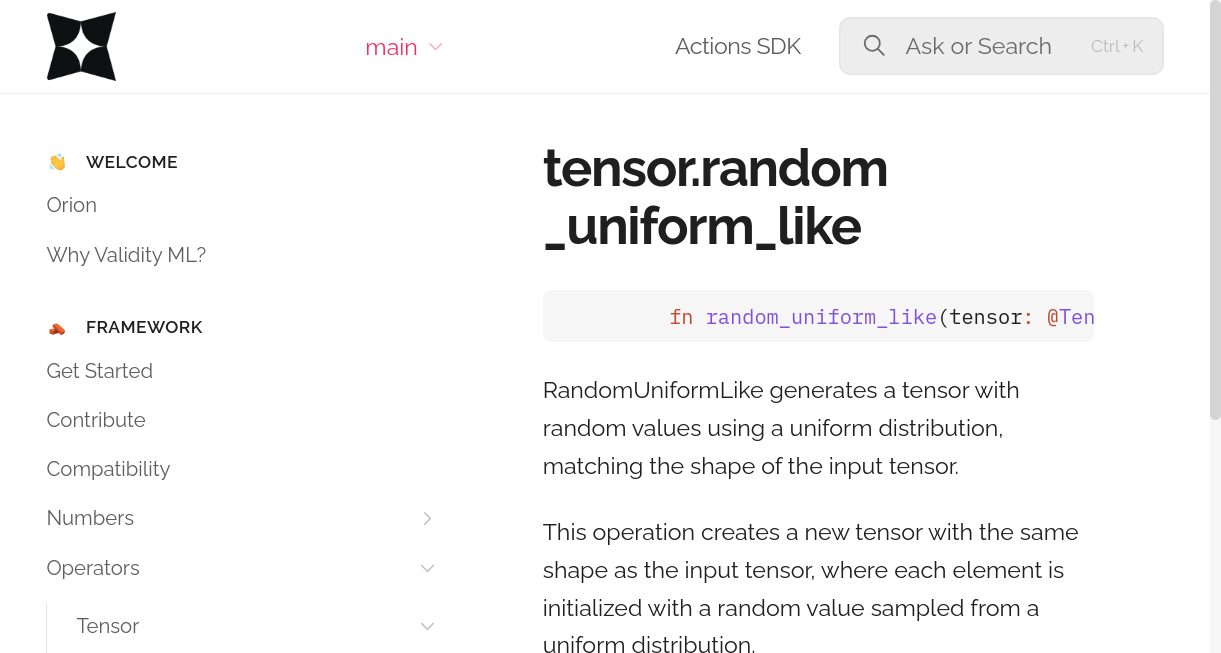 main
Actions SDK
Ask or Search
Ctrl + K
WELCOME
Orion
Why Validity ML?
FRAMEWORK
Get Started
Contribute
Compatibility
Numbers
Operators
Tensor
tensor.random
_uniform_like
fn random_uniform_like(tensor: @Ten
RandomUniformLike generates a tensor with
random values using a uniform distribution,
matching the shape of the input tensor.
This operation creates a new tensor with the same
shape as the input tensor, where each element is
initialized with a random value sampled from a
uniform distribution.